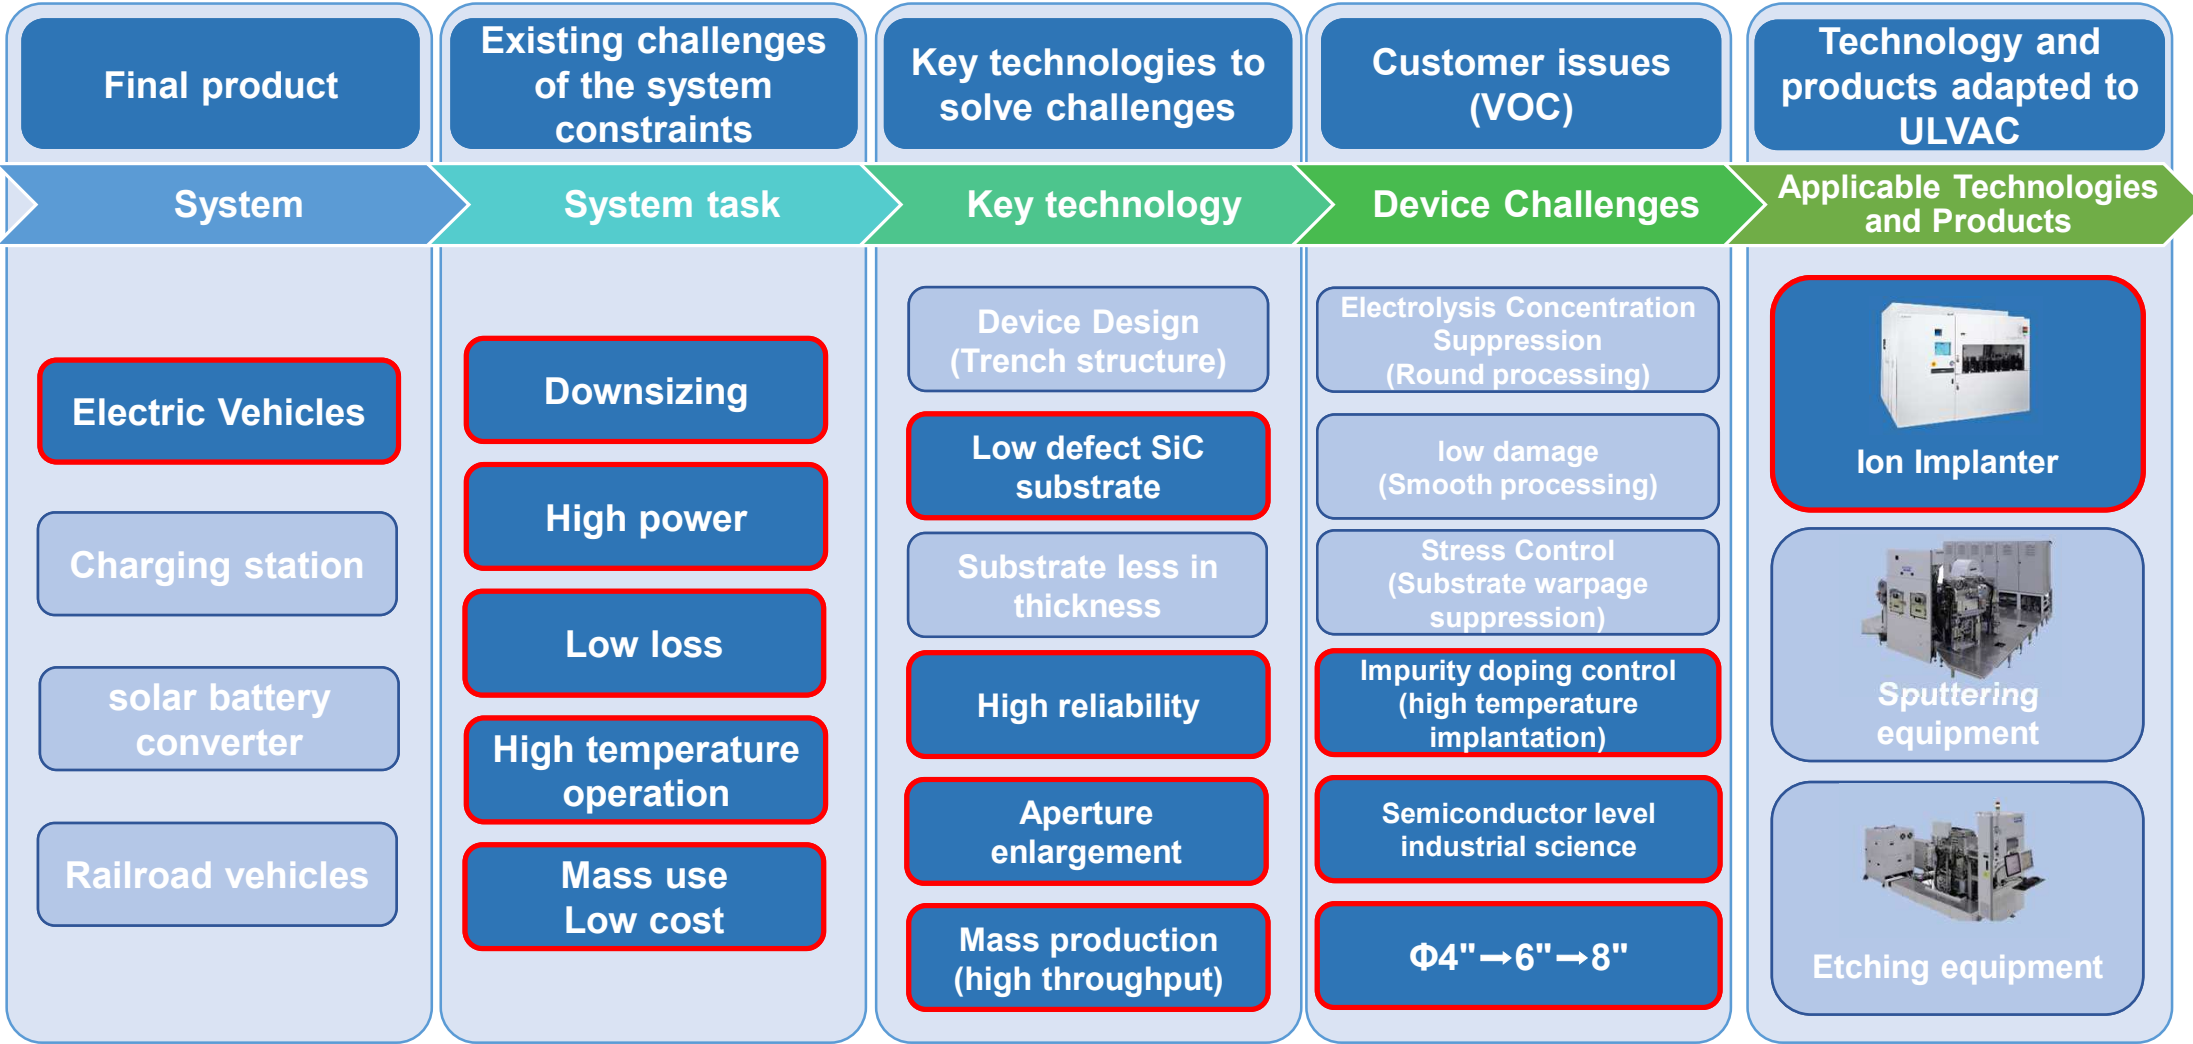 Final product
Existing challenges
of the system
constraints
Key technologies to
solve challenges
Customer issues
(VOC)
Technology and
products adapted to
ULVAC
System
System task
Key technology
Device Challenges
Applicable Technologies
and Products
Electric Vehicles
Charging station
solar battery
converter
Railroad vehicles
Downsizing
High power
Low loss
High temperature
operation
Mass use
Low cost
Device Design
(Trench structure)
Low defect SiC
substrate
Substrate less in
thickness
High reliability
Aperture
enlargement
Mass production
(high throughput)
Electrolysis Concentration
Suppression
(Round processing)
low damage
(Smooth processing)
Stress Control
(Substrate warpage
suppression)
Impurity doping control
(high temperature
implantation)
Semiconductor level
industrial science
Φ4"→6"→8"
Ion Implanter
Sputtering
equipment
Etching equipment